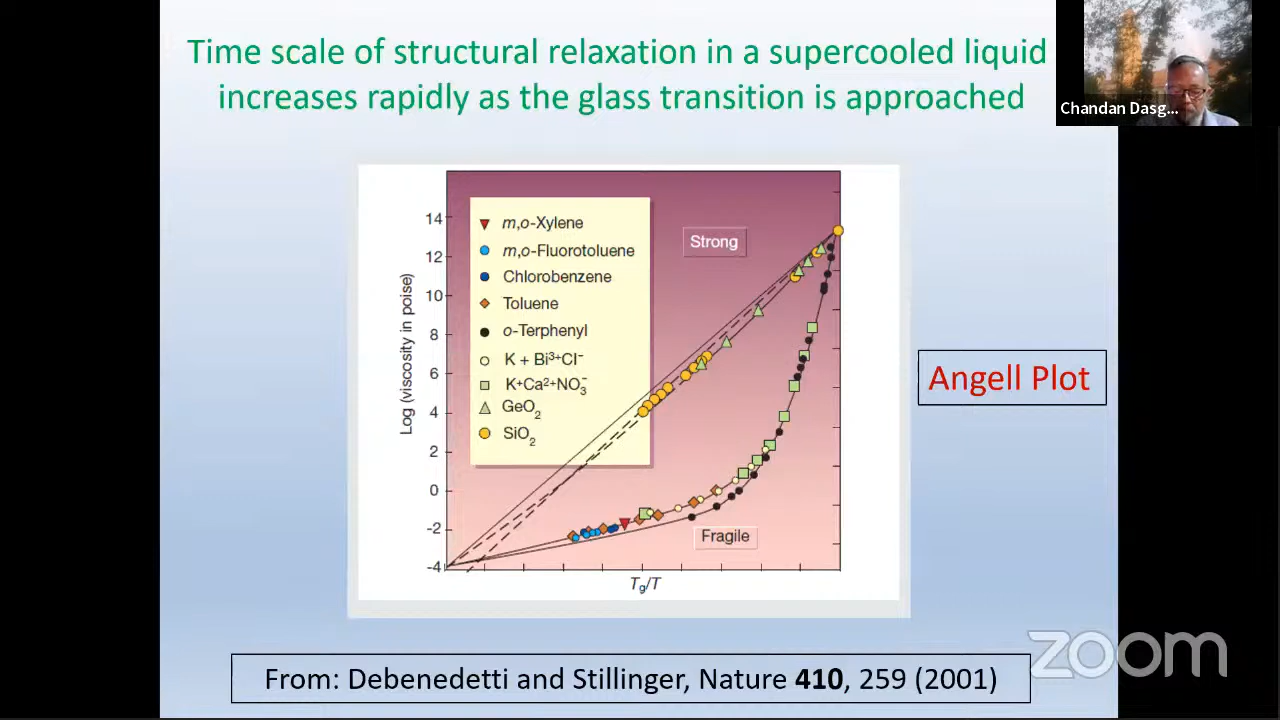 Time scale of structural relaxation in a supercooled liquid
increases rapidly as the glass transition is approached
Chandan Dasg...
m,o-Xylene
m,o-Fluorotoluene
Chlorobenzene
Toluene
o-Terphenyl
K + Bi³⁺Cl⁻
K⁺Ca²⁺NO₃⁻
GeO₂
SiO₂
Strong
Fragile
Log (viscosity in poise)
14
12
10
8
6
4
2
0
-2
-4
Tg/T
Angell Plot
From: Debenedetti and Stillinger, Nature 410, 259 (2001)
zoom